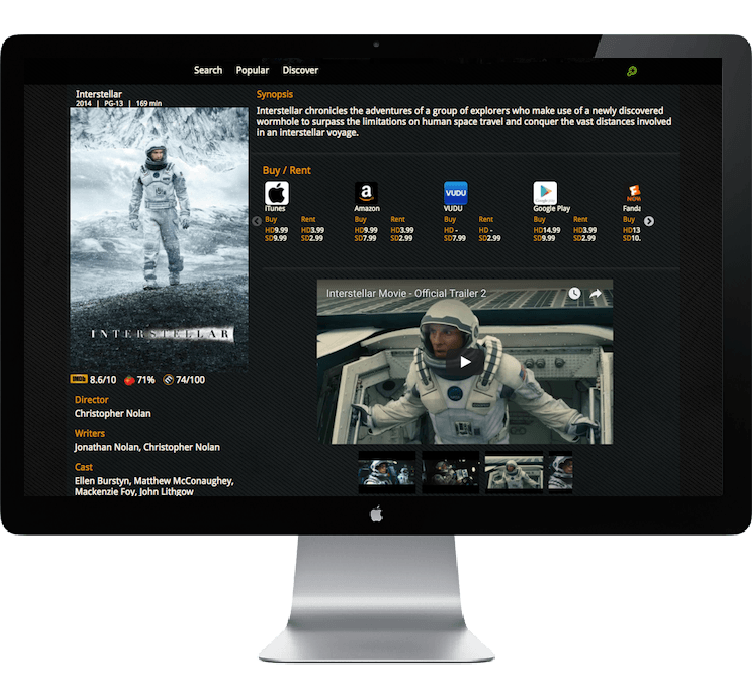 Search Popular Discover
Interstellar
2014 | PG-13 | 169 min
INTERSTELLAR
IMDb 8.6/10 71% 74/100
Director
Christopher Nolan
Writers
Jonathan Nolan, Christopher Nolan
Cast
Ellen Burstyn, Matthew McConaughey,
Mackenzie Foy, John Lithgow
Synopsis
Interstellar chronicles the adventures of a group of explorers who make use of a newly discovered
wormhole to surpass the limitations on human space travel and conquer the vast distances involved
in an interstellar voyage.
Buy / Rent
VUDU
NOW
iTunes Amazon VUDU Google Play Fanda
Buy Rent Buy Rent Buy Rent Buy Rent Buy
HD9.99 HD3.99 HD9.99 HD3.99 HD - HD - HD14.99 HD3.99 HD13
SD9.99 SD2.99 SD7.99 SD2.99 SD7.99 SD2.99 SD9.99 SD2.99 SD10.
Interstellar Movie - Official Trailer 2